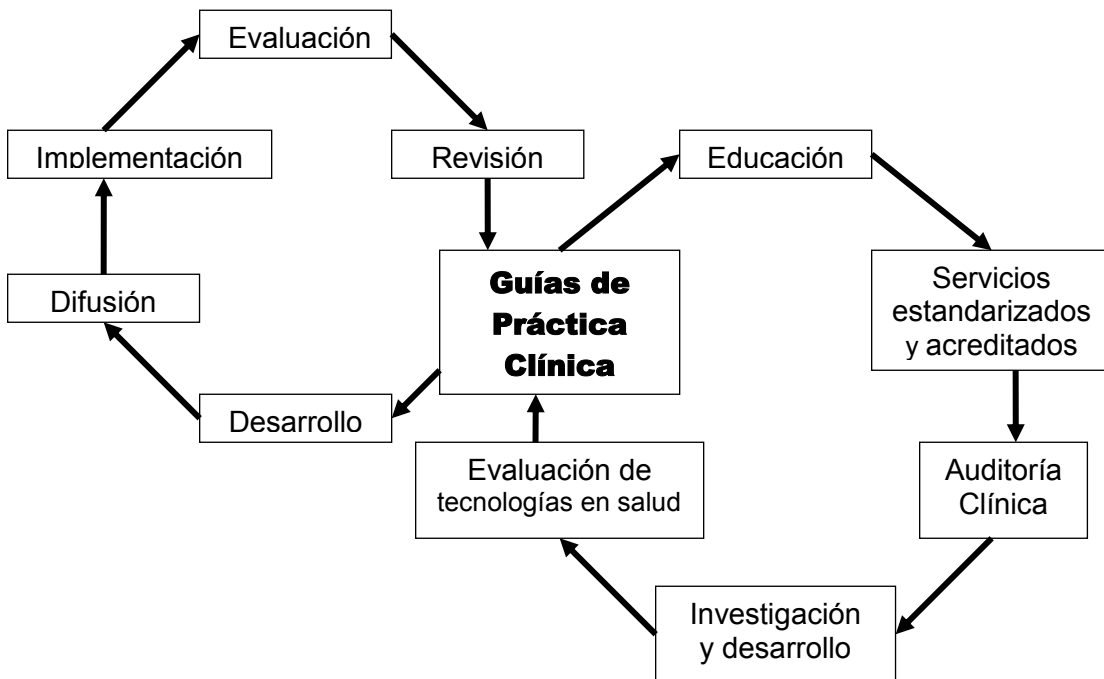 Evaluación
Implementación
Revisión
Educación
Guías de
Práctica
Clínica
Servicios
estandarizados
y acreditados
Difusión
Desarrollo
Evaluación de
tecnologías en salud
Auditoría
Clínica
Investigación
y desarrollo